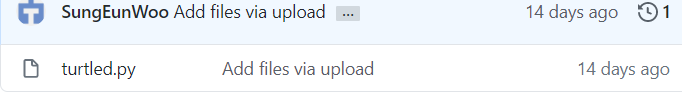 SungEunWoo Add files via upload ... 14 days ago 1
turtled.py Add files via upload 14 days ago